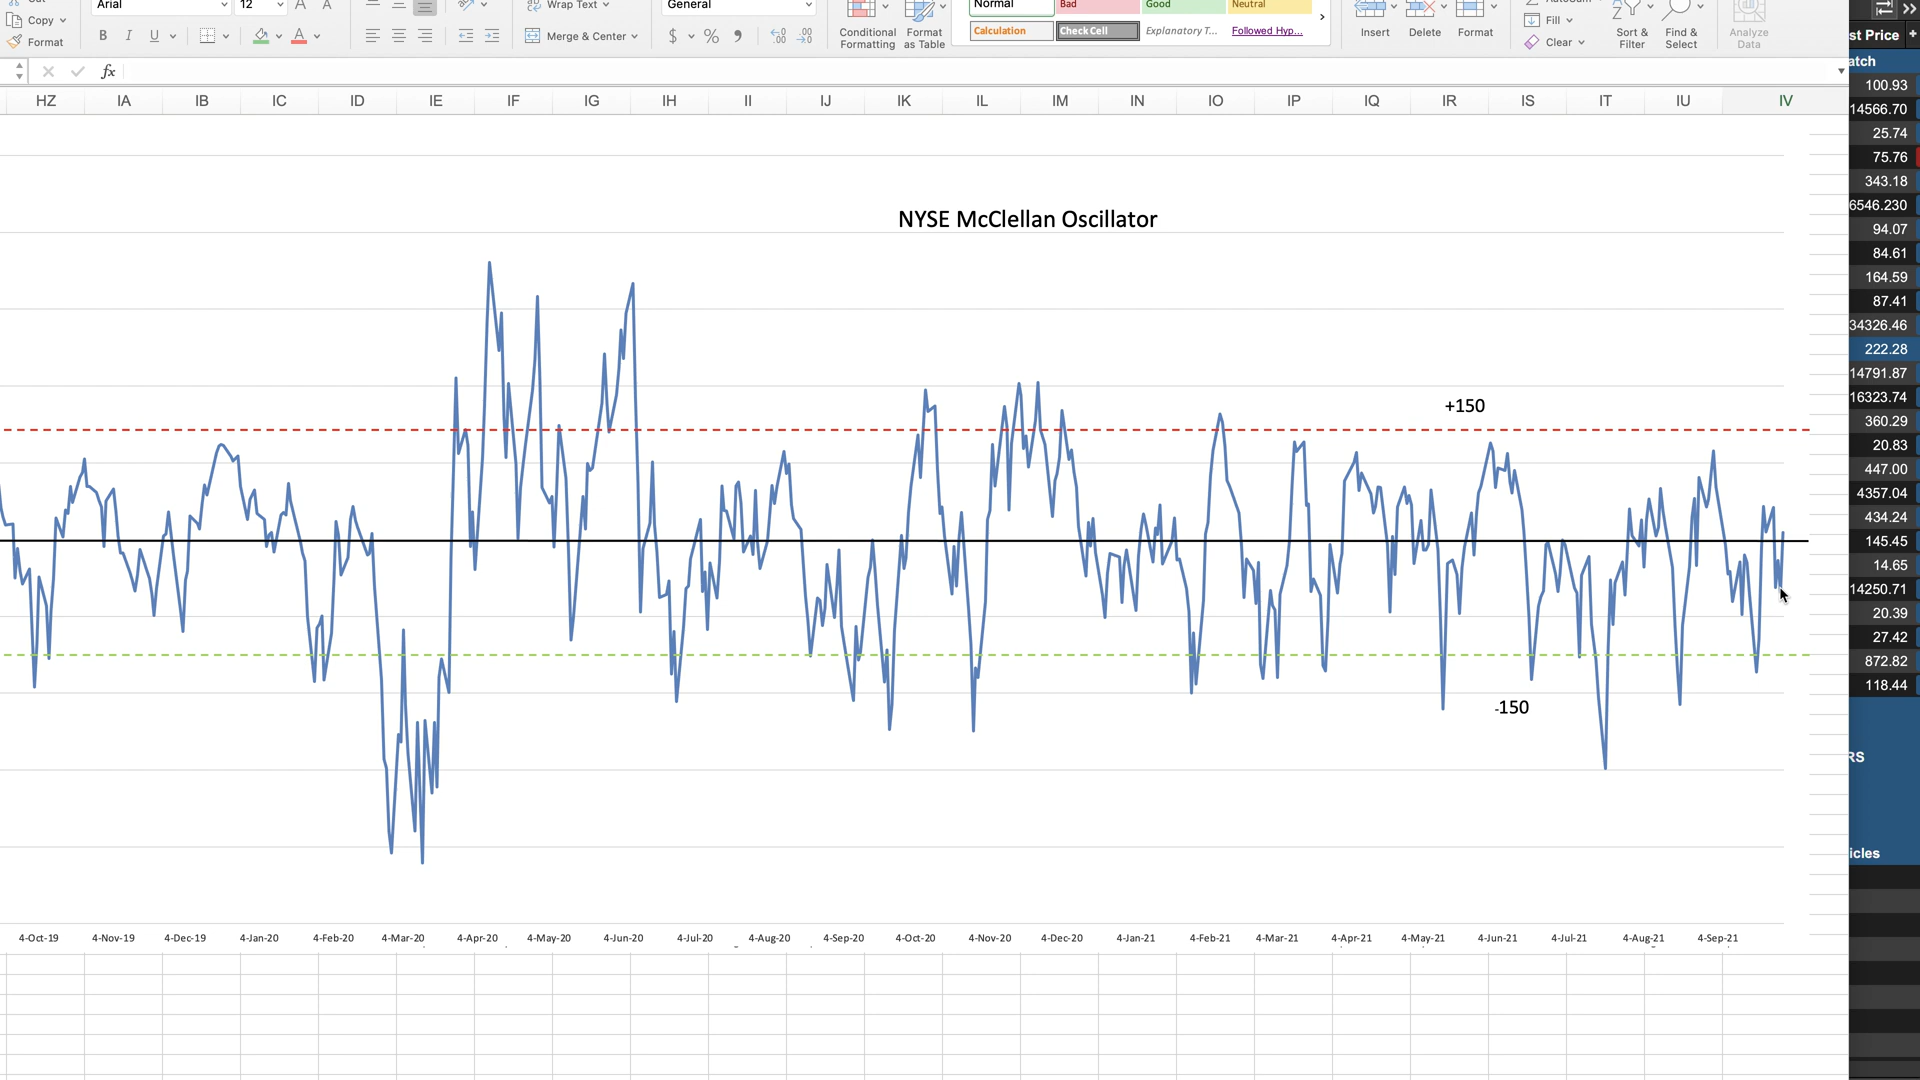 Arial
12
A
A
Wrap Text
General
Normal
Bad
Good
Neutral
Copy
Fill
Format
B I U
A
Merge & Center
$ % 9
Conditional Formatting
Format as Table
Calculation
Check Cell
Explanatory T...
Followed Hyp...
Insert
Delete
Format
Clear
Sort & Filter
Find & Select
Analyze Data
fx
HZ IA IB IC ID IE IF IG IH II IJ IK IL IM IN IO IP IQ IR IS IT IU IV
NYSE McClellan Oscillator
+150
-150
4-Oct-19 4-Nov-19 4-Dec-19 4-Jan-20 4-Feb-20 4-Mar-20 4-Apr-20 4-May-20 4-Jun-20 4-Jul-20 4-Aug-20 4-Sep-20 4-Oct-20 4-Nov-20 4-Dec-20 4-Jan-21 4-Feb-21 4-Mar-21 4-Apr-21 4-May-21 4-Jun-21 4-Jul-21 4-Aug-21 4-Sep-21
st Price +
atch
100.93
14566.70
25.74
75.76
343.18
6546.230
94.07
84.61
164.59
87.41
34326.46
222.28
14791.87
16323.74
360.29
20.83
447.00
4357.04
434.24
145.45
14.65
14250.71
20.39
27.42
872.82
118.44
RS
icles